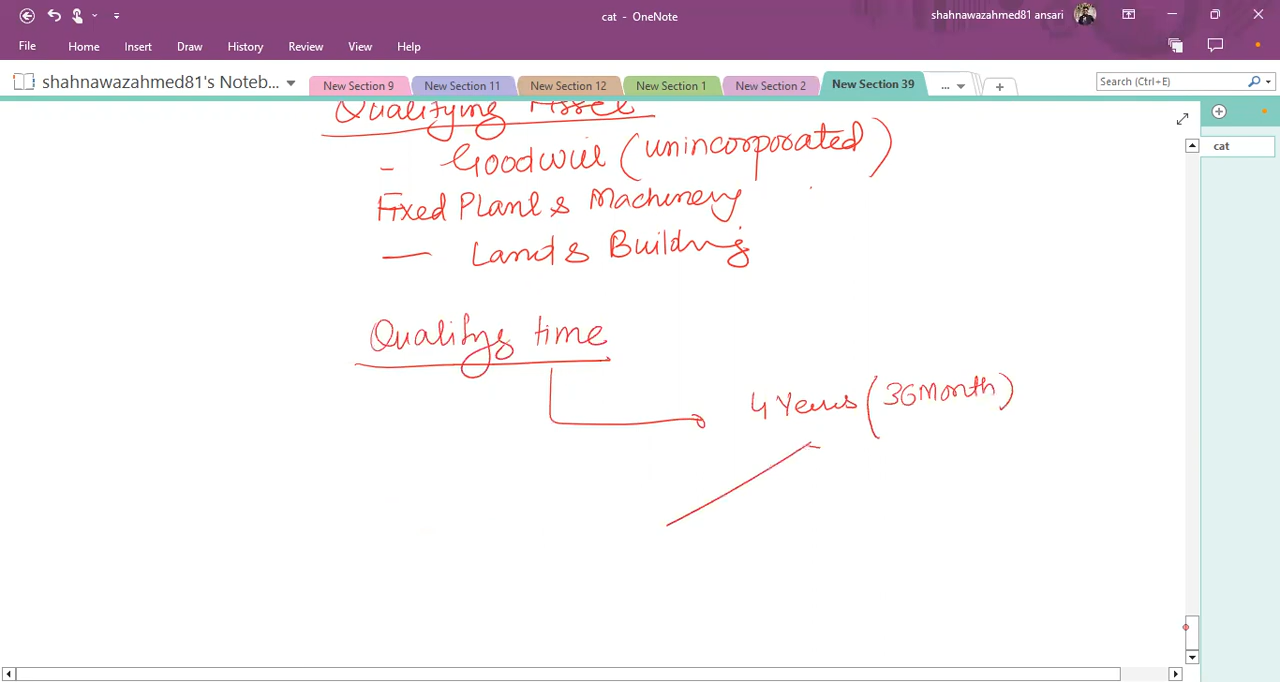 cat - OneNote
shahnawazahmed81 ansari
File Home Insert Draw History Review View Help
shahnawazahmed81's Noteb... New Section 9 New Section 11 New Section 12 New Section 1 New Section 2 New Section 39 ... + Search (Ctrl+E)
cat
Qualifying Asset
- Goodwill (unincorporated)
Fixed Plant & Machinery
— Land & Building
Qualifyg time
4 Years (36 Month)